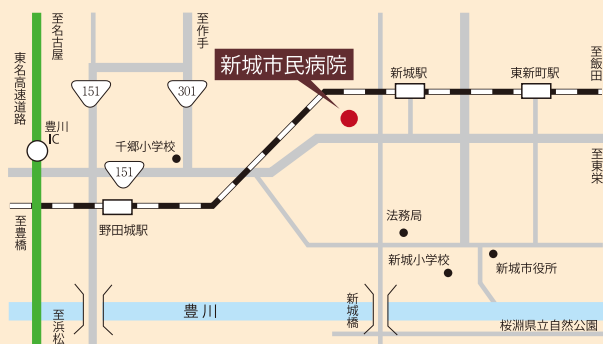 至名古屋
至作手
東名高速道路
新城市民病院
新城駅
東新町駅
至飯田
151
301
豊川
IC
千郷小学校
151
至東栄
至豊橋
野田城駅
法務局
新城小学校
新城市役所
至浜松
豊川
新城橋
桜淵県立自然公園